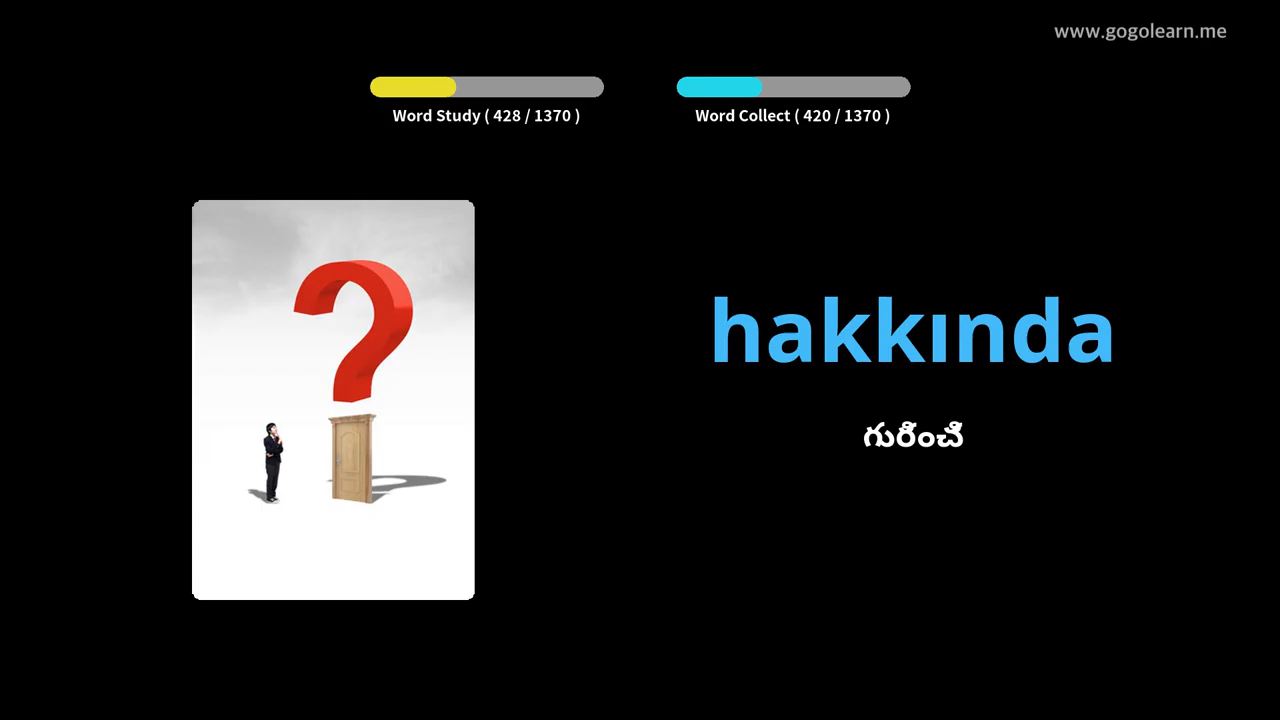 www.gogolearn.me
Word Study ( 428 / 1370 )
Word Collect ( 420 / 1370 )
hakkında
గురించి